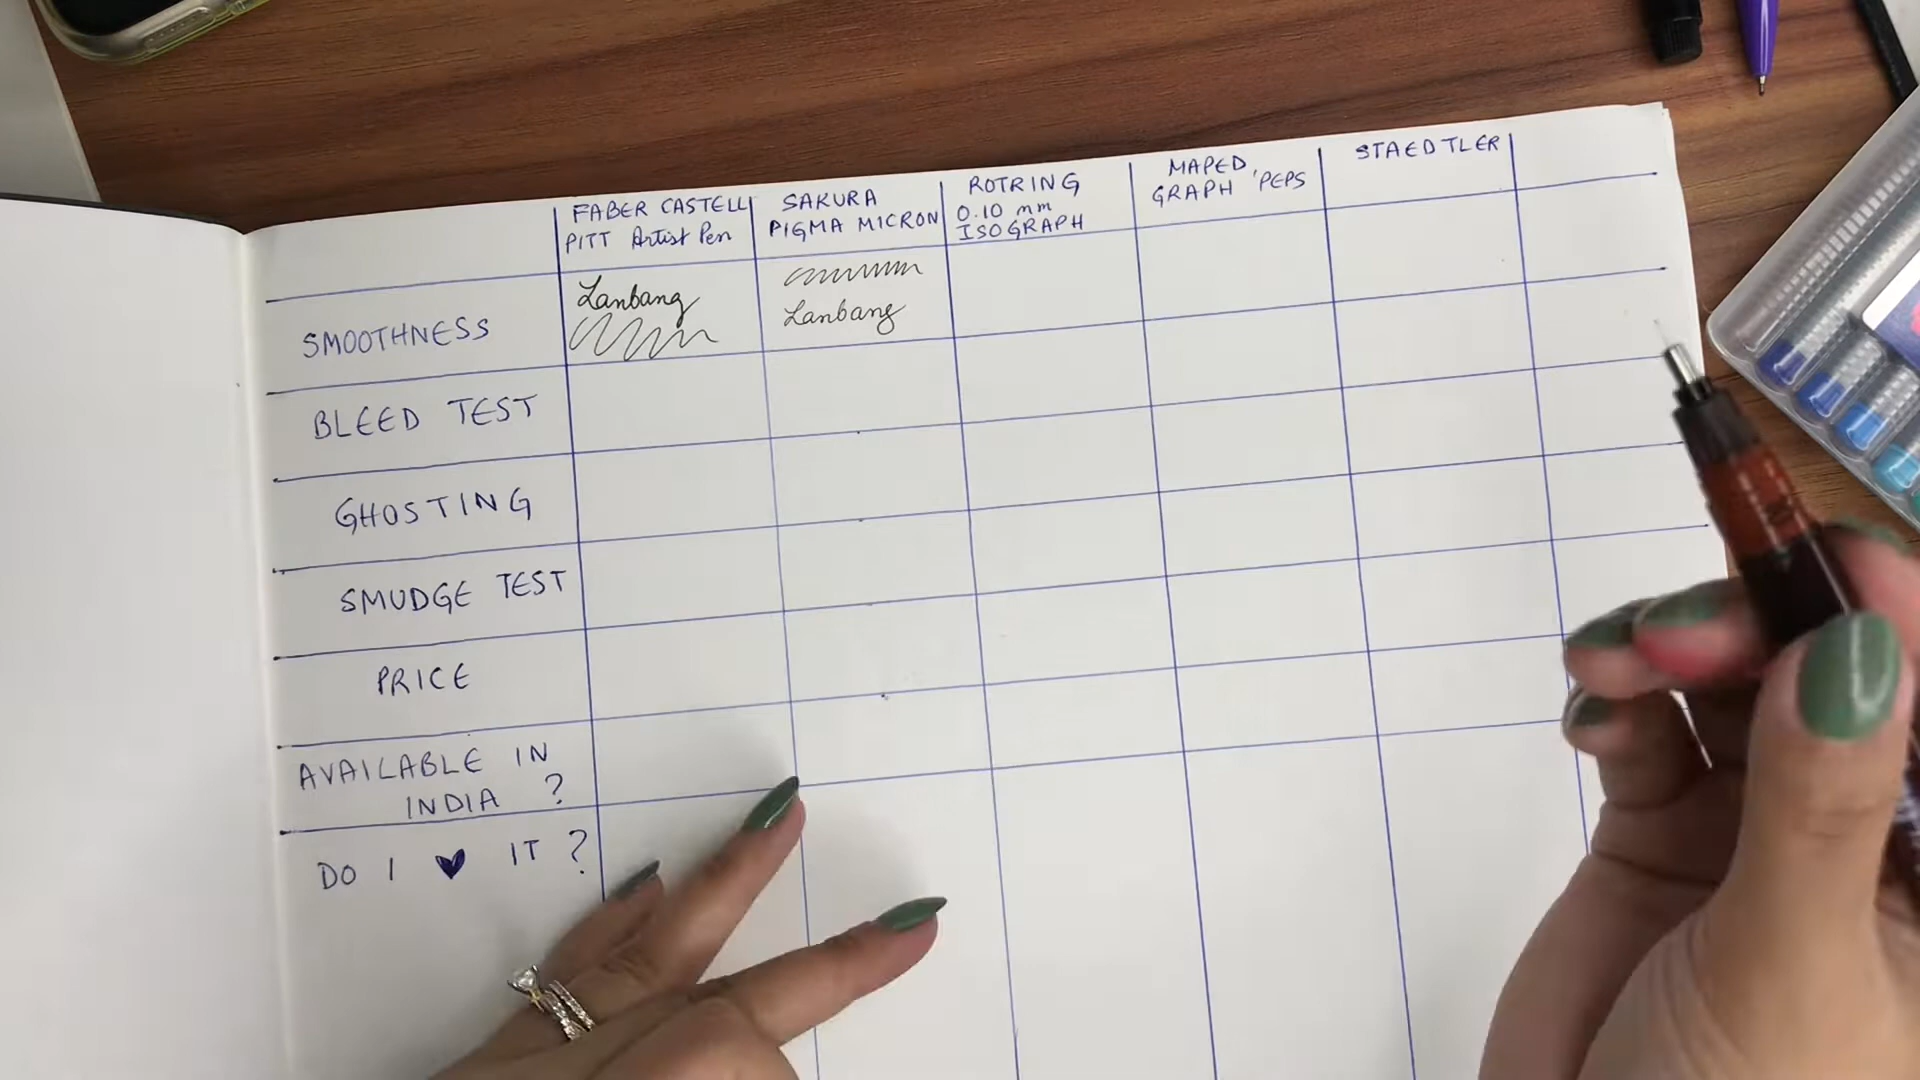 FABER CASTELL
PITT Artist Pen
SAKURA
PIGMA MICRON
ROTRING
0.10 mm
ISOGRAPH
MAPED
GRAPH 'PEPS
STAEDTLER
SMOOTHNESS
Lanbang
Lanbang
BLEED TEST
GHOSTING
SMUDGE TEST
PRICE
AVAILABLE IN
INDIA ?
DO I ♥ IT ?